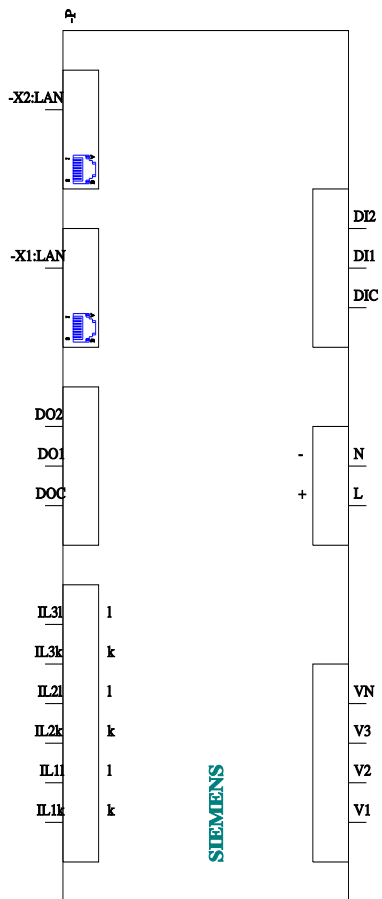 -P
-X2:LAN
-X1:LAN
DI2
DI1
DIC
DO2
DO1
DOC
- N
+ L
IL3l l
IL3k k
IL2l l
IL2k k
IL1l l
IL1k k
VN
V3
V2
V1
SIEMENS